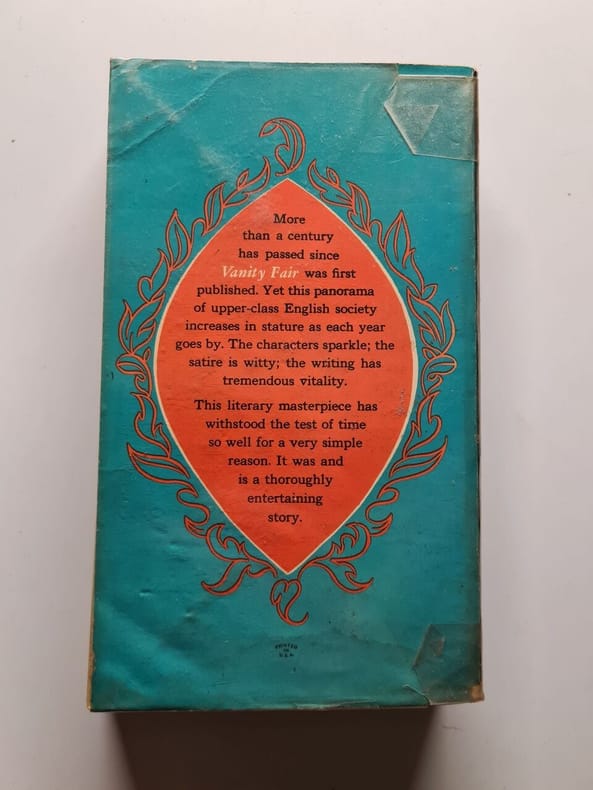 More
than a century
has passed since
Vanity Fair was first
published. Yet this panorama
of upper-class English society
increases in stature as each year
goes by. The characters sparkle; the
satire is witty; the writing has
tremendous vitality.
This literary masterpiece has
withstood the test of time
so well for a very simple
reason. It was and
is a thoroughly
entertaining
story.
PRINTED
IN
U.S.A.